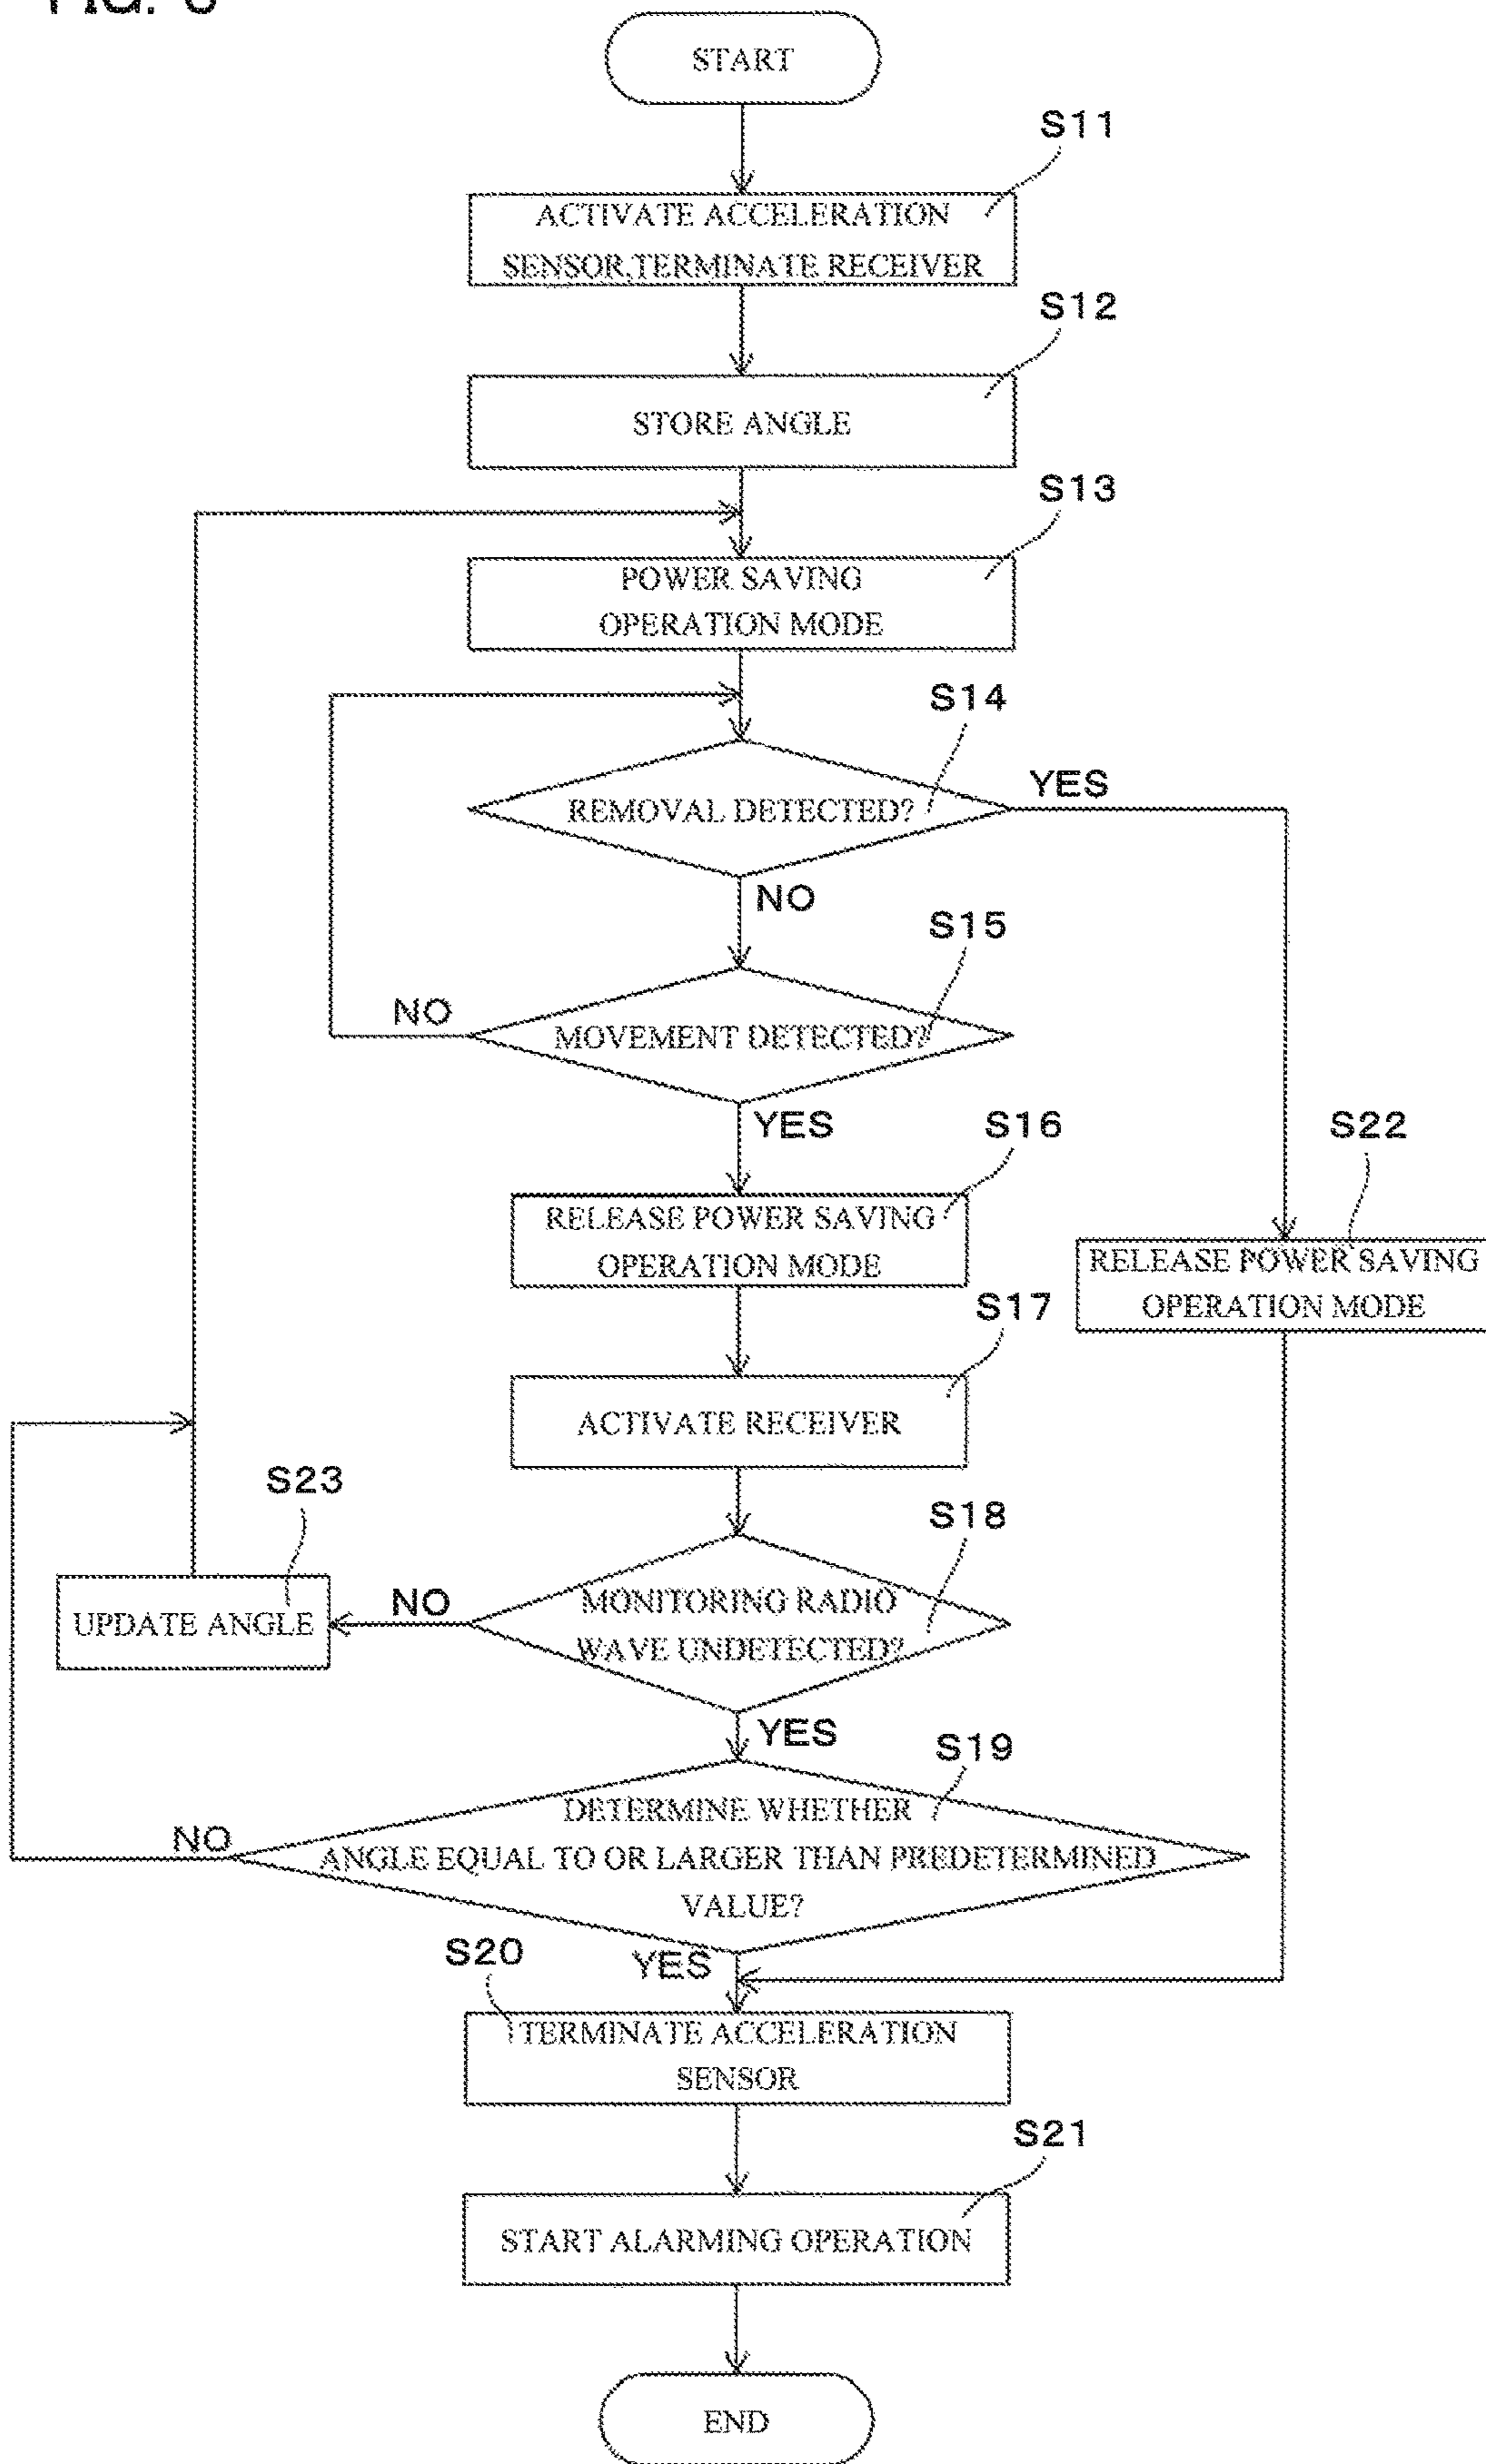 START
S11
ACTIVATE ACCELERATION
SENSOR,TERMINATE RECEIVER
S12
STORE ANGLE
S13
POWER SAVING
OPERATION MODE
S14
YES
REMOVAL DETECTED?
NO
S15
NO
MOVEMENT DETECTED?
YES
S16
S22
RELEASE POWER SAVING
OPERATION MODE
RELEASE POWER SAVING
OPERATION MODE
S17
ACTIVATE RECEIVER
S23
S18
UPDATE ANGLE
NO
MONITORING RADIO
WAVE UNDETECTED?
YES
S19
NO
DETERMINE WHETHER
ANGLE EQUAL TO OR LARGER THAN PREDETERMINED
VALUE?
S20
YES
TERMINATE ACCELERATION
SENSOR
S21
START ALARMING OPERATION
END